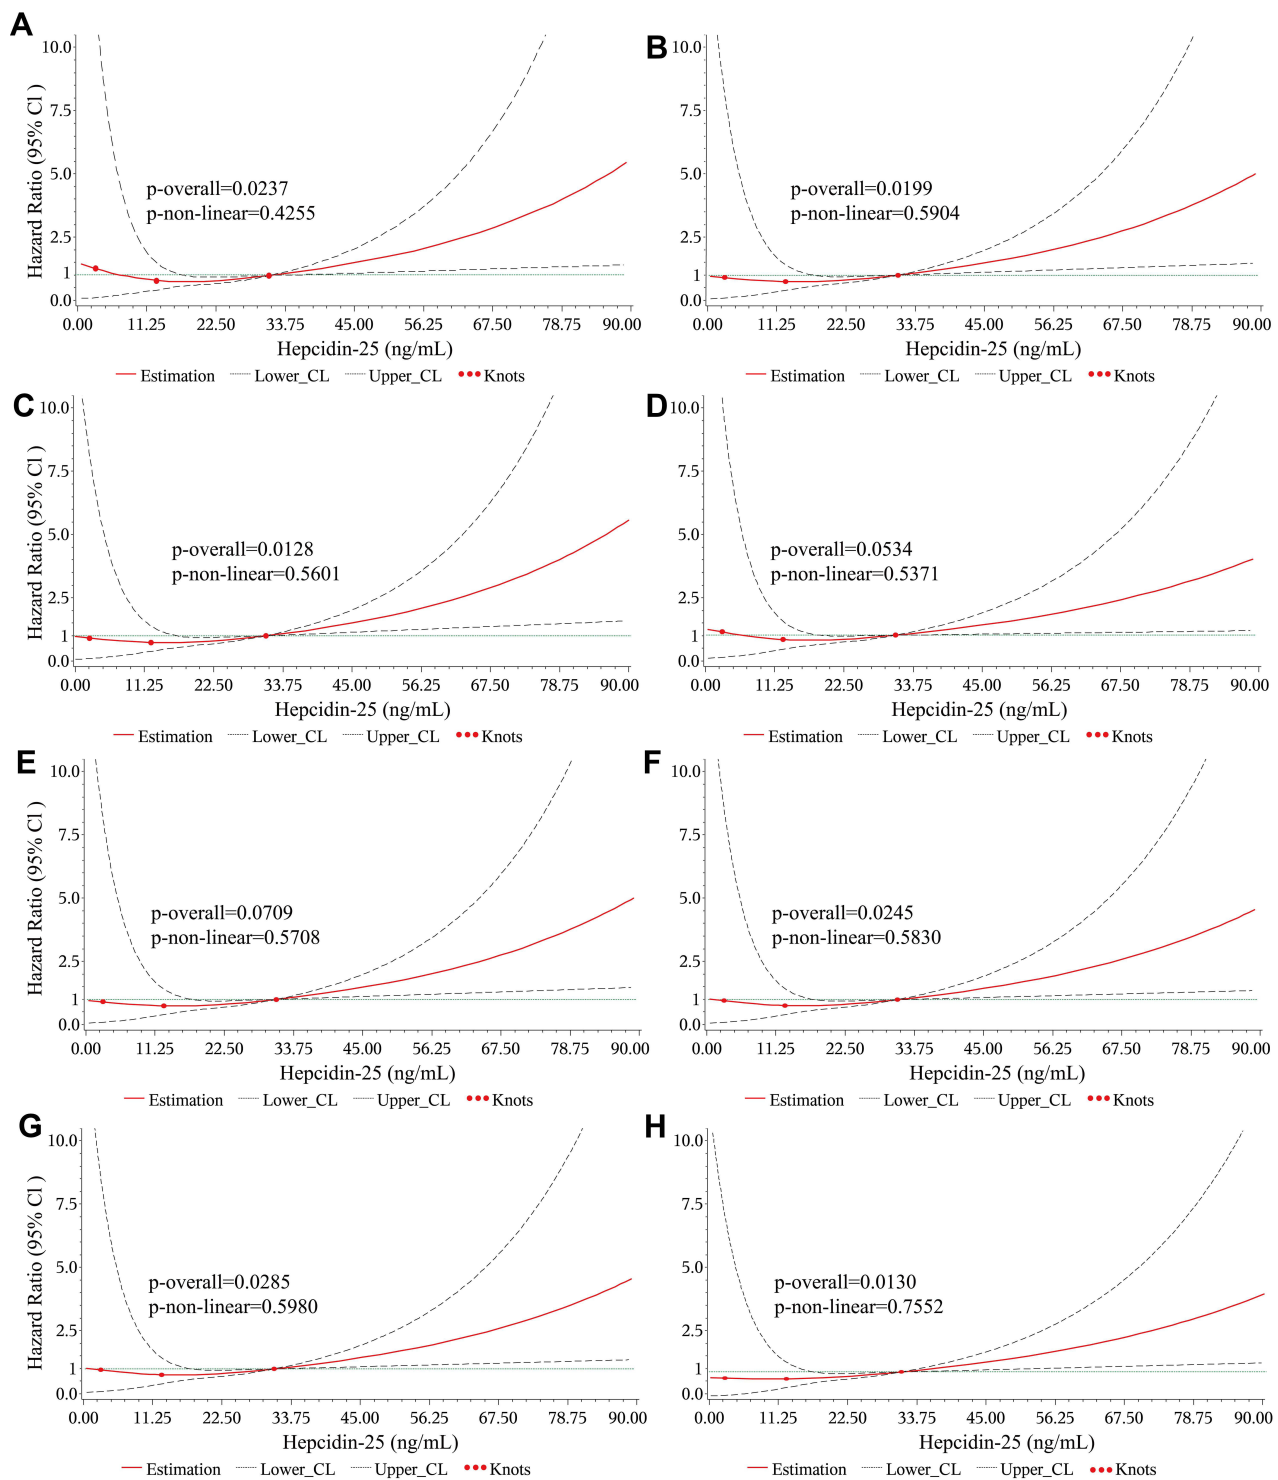 A
Hazard Ratio (95% Cl )
10.0
7.5
5.0
2.5
1
0.0
p-overall=0.0237
p-non-linear=0.4255
0.00 11.25 22.50 33.75 45.00 56.25 67.50 78.75 90.00
Hepcidin-25 (ng/mL)
Estimation Lower_CL Upper_CL Knots
B
10.0
7.5
5.0
2.5
1
0.0
p-overall=0.0199
p-non-linear=0.5904
0.00 11.25 22.50 33.75 45.00 56.25 67.50 78.75 90.00
Hepcidin-25 (ng/mL)
Estimation Lower_CL Upper_CL Knots
C
Hazard Ratio (95% Cl )
10.0
7.5
5.0
2.5
1
0.0
p-overall=0.0128
p-non-linear=0.5601
0.00 11.25 22.50 33.75 45.00 56.25 67.50 78.75 90.00
Hepcidin-25 (ng/mL)
Estimation Lower_CL Upper_CL Knots
D
10.0
7.5
5.0
2.5
1
0.0
p-overall=0.0534
p-non-linear=0.5371
0.00 11.25 22.50 33.75 45.00 56.25 67.50 78.75 90.00
Hepcidin-25 (ng/mL)
Estimation Lower_CL Upper_CL Knots
E
Hazard Ratio (95% Cl )
10.0
7.5
5.0
2.5
1
0.0
p-overall=0.0709
p-non-linear=0.5708
0.00 11.25 22.50 33.75 45.00 56.25 67.50 78.75 90.00
Hepcidin-25 (ng/mL)
Estimation Lower_CL Upper_CL Knots
F
10.0
7.5
5.0
2.5
1
0.0
p-overall=0.0245
p-non-linear=0.5830
0.00 11.25 22.50 33.75 45.00 56.25 67.50 78.75 90.00
Hepcidin-25 (ng/mL)
Estimation Lower_CL Upper_CL Knots
G
Hazard Ratio (95% Cl )
10.0
7.5
5.0
2.5
1
0.0
p-overall=0.0285
p-non-linear=0.5980
0.00 11.25 22.50 33.75 45.00 56.25 67.50 78.75 90.00
Hepcidin-25 (ng/mL)
Estimation Lower_CL Upper_CL Knots
H
10.0
7.5
5.0
2.5
1
0.0
p-overall=0.0130
p-non-linear=0.7552
0.00 11.25 22.50 33.75 45.00 56.25 67.50 78.75 90.00
Hepcidin-25 (ng/mL)
Estimation Lower_CL Upper_CL Knots